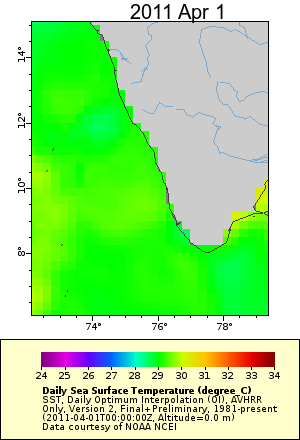 2011 Apr 1
14°
12°
10°
8°
74°
76°
78°
24 25 26 27 28 29 30 31 32 33 34
Daily Sea Surface Temperature (degree_C)
SST, Daily Optimum Interpolation (OI), AVHRR
Only, Version 2, Final+Preliminary, 1981-present
(2011-04-01T00:00:00Z, Altitude=0.0 m)
Data courtesy of NOAA NCEI